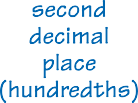 second
decimal
place
(hundredths)